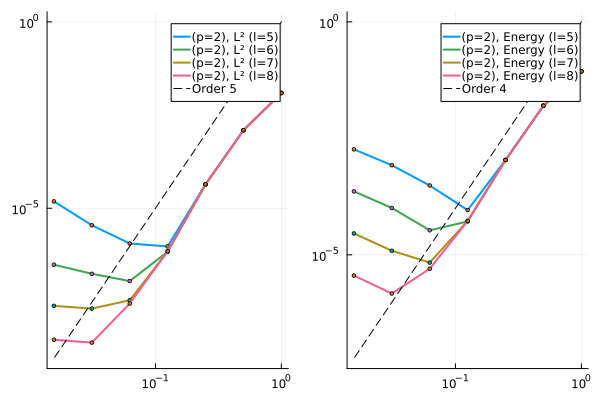 10⁰
10⁻⁵
10⁻¹
10⁰
(p=2), L² (l=5)
(p=2), L² (l=6)
(p=2), L² (l=7)
(p=2), L² (l=8)
Order 5
10⁰
10⁻⁵
10⁻¹
10⁰
(p=2), Energy (l=5)
(p=2), Energy (l=6)
(p=2), Energy (l=7)
(p=2), Energy (l=8)
Order 4